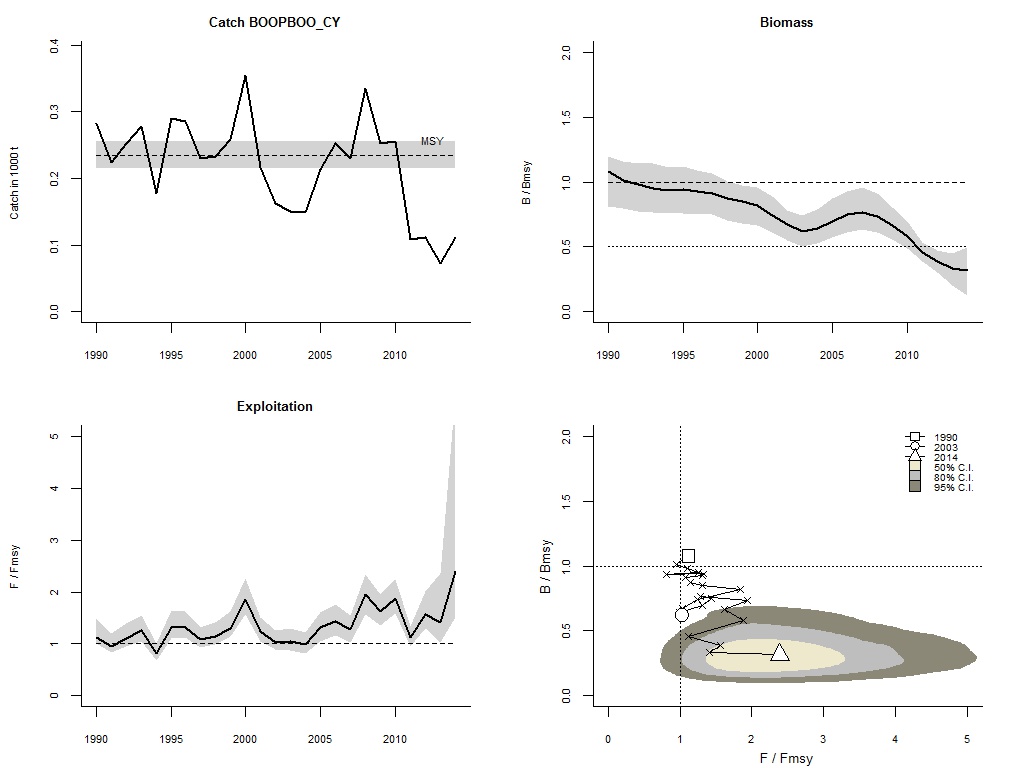 Catch BOOPBOO_CY
Catch in 1000 t
0.0 0.1 0.2 0.3 0.4
MSY
1990 1995 2000 2005 2010
Biomass
B / Bmsy
0.0 0.5 1.0 1.5 2.0
1990 1995 2000 2005 2010
Exploitation
F / Fmsy
0 1 2 3 4 5
1990 1995 2000 2005 2010
B / Bmsy
0.0 0.5 1.0 1.5 2.0
1990
2003
2014
50% C.I.
80% C.I.
95% C.I.
0 1 2 3 4 5
F / Fmsy